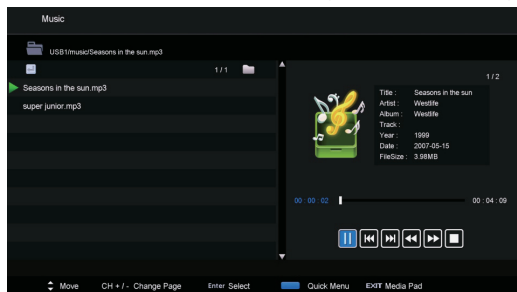 Music
USB1/music/Seasons in the sun.mp3
1/1
Seasons in the sun.mp3
super junior.mp3
1/2
Title : Seasons in the sun
Artist : Westlife
Album : Westlife
Track :
Year : 1999
Date : 2007-05-15
FileSize : 3.98MB
00 : 00 : 02 00 : 04 : 09
Move CH + / - Change Page Enter Select Quick Menu EXIT Media Pad